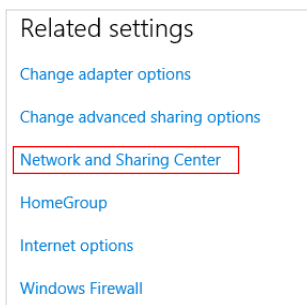 Related settings
Change adapter options
Change advanced sharing options
Network and Sharing Center
HomeGroup
Internet options
Windows Firewall